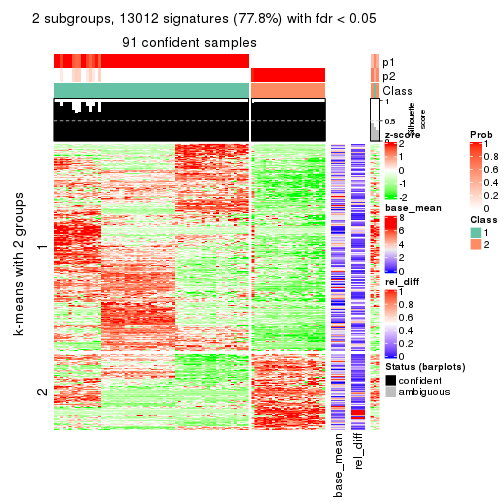 2 subgroups, 13012 signatures (77.8%) with fdr < 0.05
91 confident samples
p1
p2
Class
1
0.5
0
Silhouette
score
k-means with 2 groups
1
2
base_mean
rel_diff
z-score
2
1
0
-1
-2
base_mean
8
6
4
2
0
rel_diff
1
0.8
0.6
0.4
0.2
0
Status (barplots)
confident
ambiguous
Prob
1
0.8
0.6
0.4
0.2
0
Class
1
2